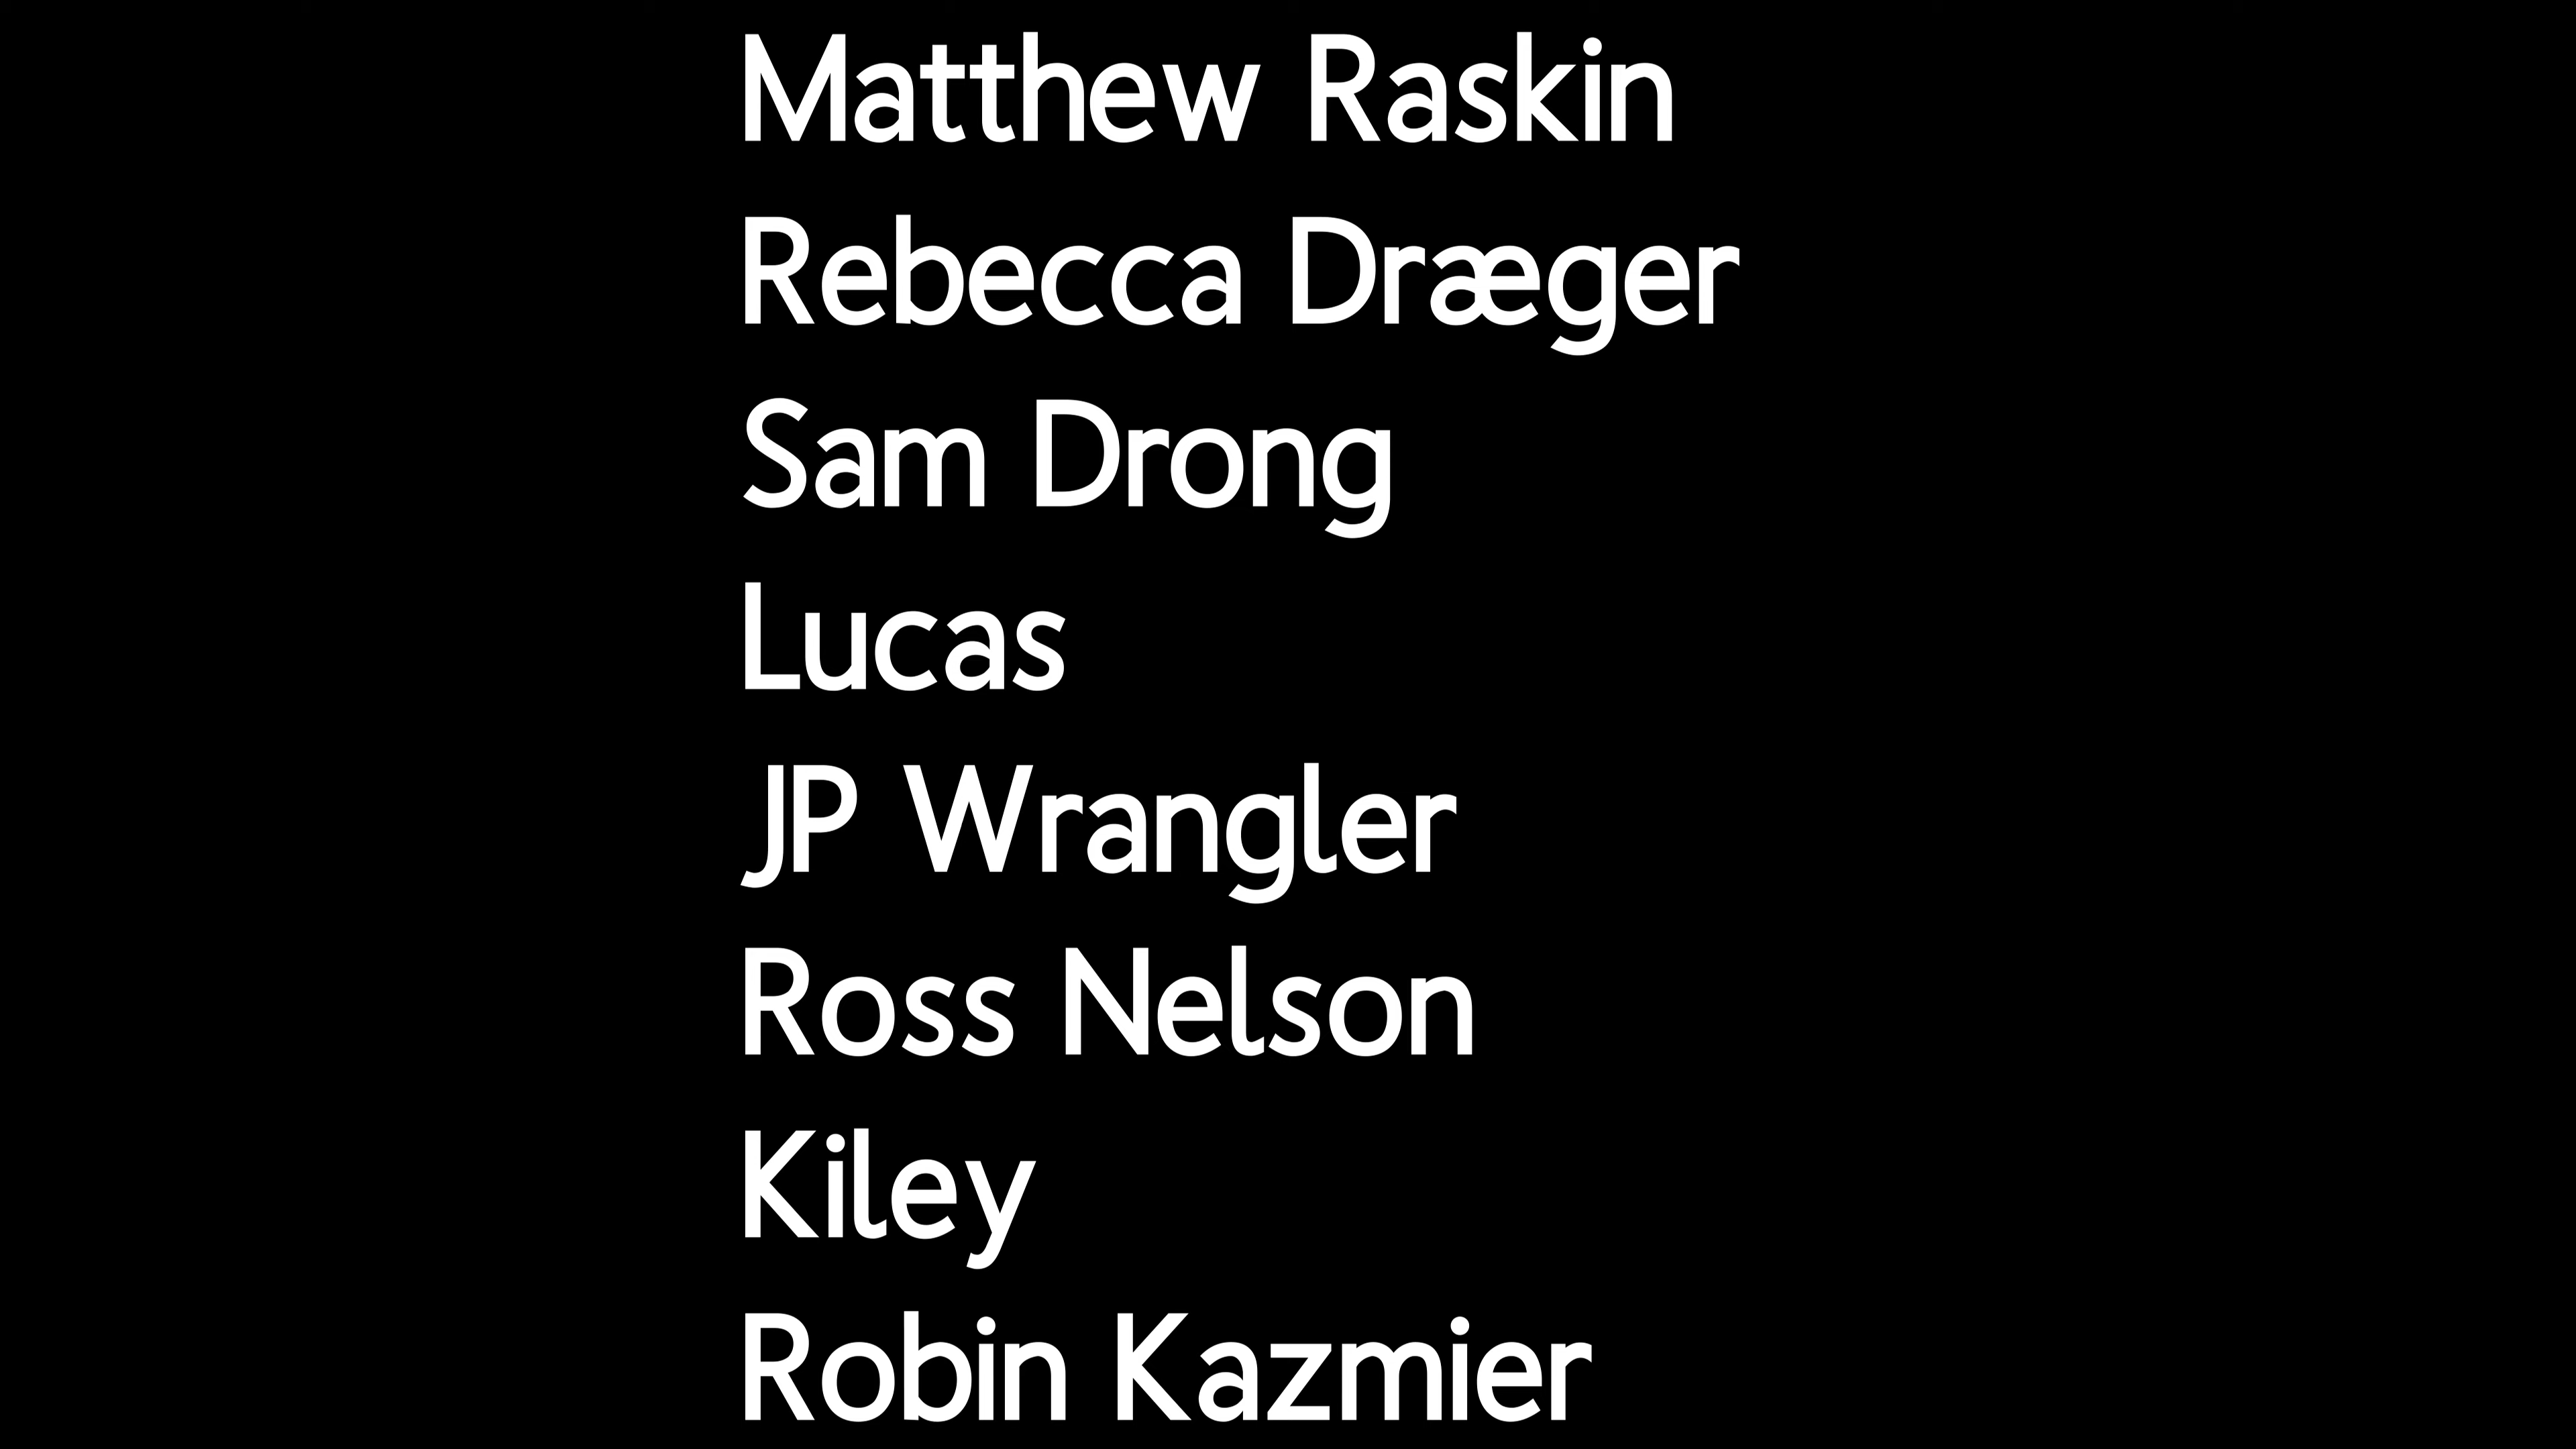 Matthew Raskin
Rebecca Dræger
Sam Drong
Lucas
JP Wrangler
Ross Nelson
Kiley
Robin Kazmier